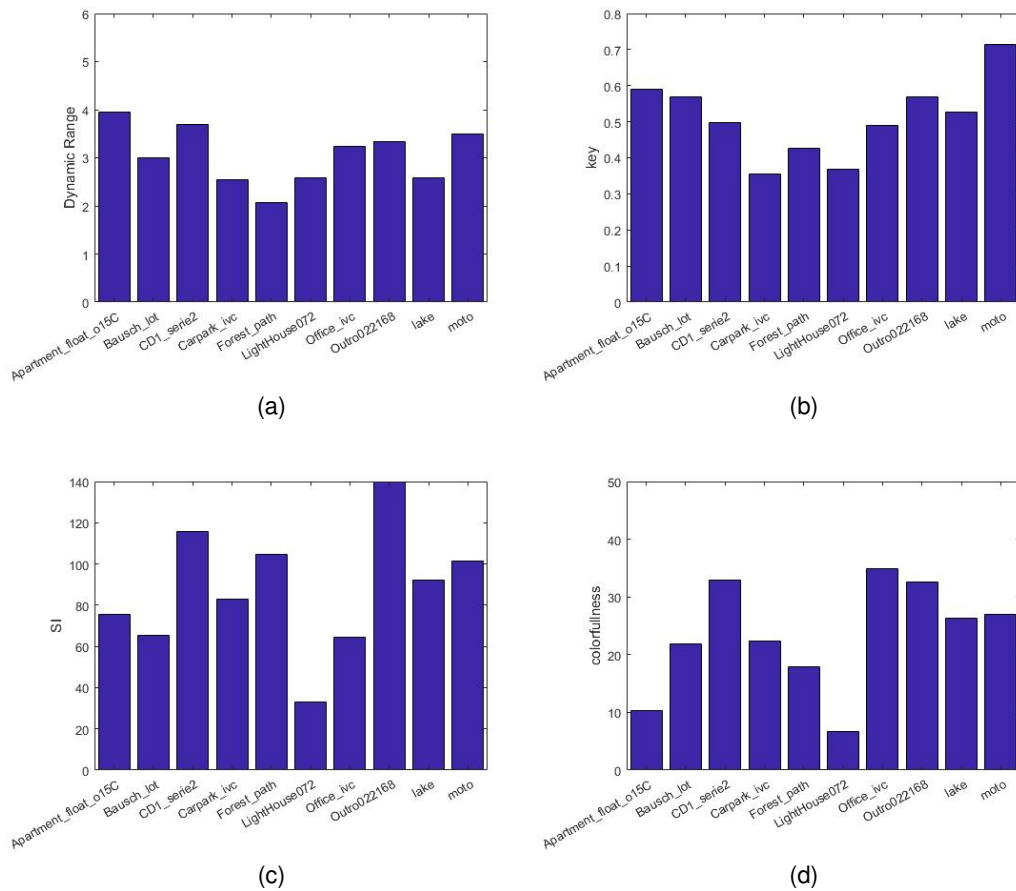 Dynamic Range
6
5
4
3
2
1
0
Apartment_float_o15C
Bausch_lot
CD1_serie2
Carpark_ivc
Forest_path
LightHouse072
Office_ivc
Outro022168
lake
moto
(a)
key
0.8
0.7
0.6
0.5
0.4
0.3
0.2
0.1
0
Apartment_float_o15C
Bausch_lot
CD1_serie2
Carpark_ivc
Forest_path
LightHouse072
Office_ivc
Outro022168
lake
moto
(b)
SI
140
120
100
80
60
40
20
0
Apartment_float_o15C
Bausch_lot
CD1_serie2
Carpark_ivc
Forest_path
LightHouse072
Office_ivc
Outro022168
lake
moto
(c)
colorfullness
50
40
30
20
10
0
Apartment_float_o15C
Bausch_lot
CD1_serie2
Carpark_ivc
Forest_path
LightHouse072
Office_ivc
Outro022168
lake
moto
(d)